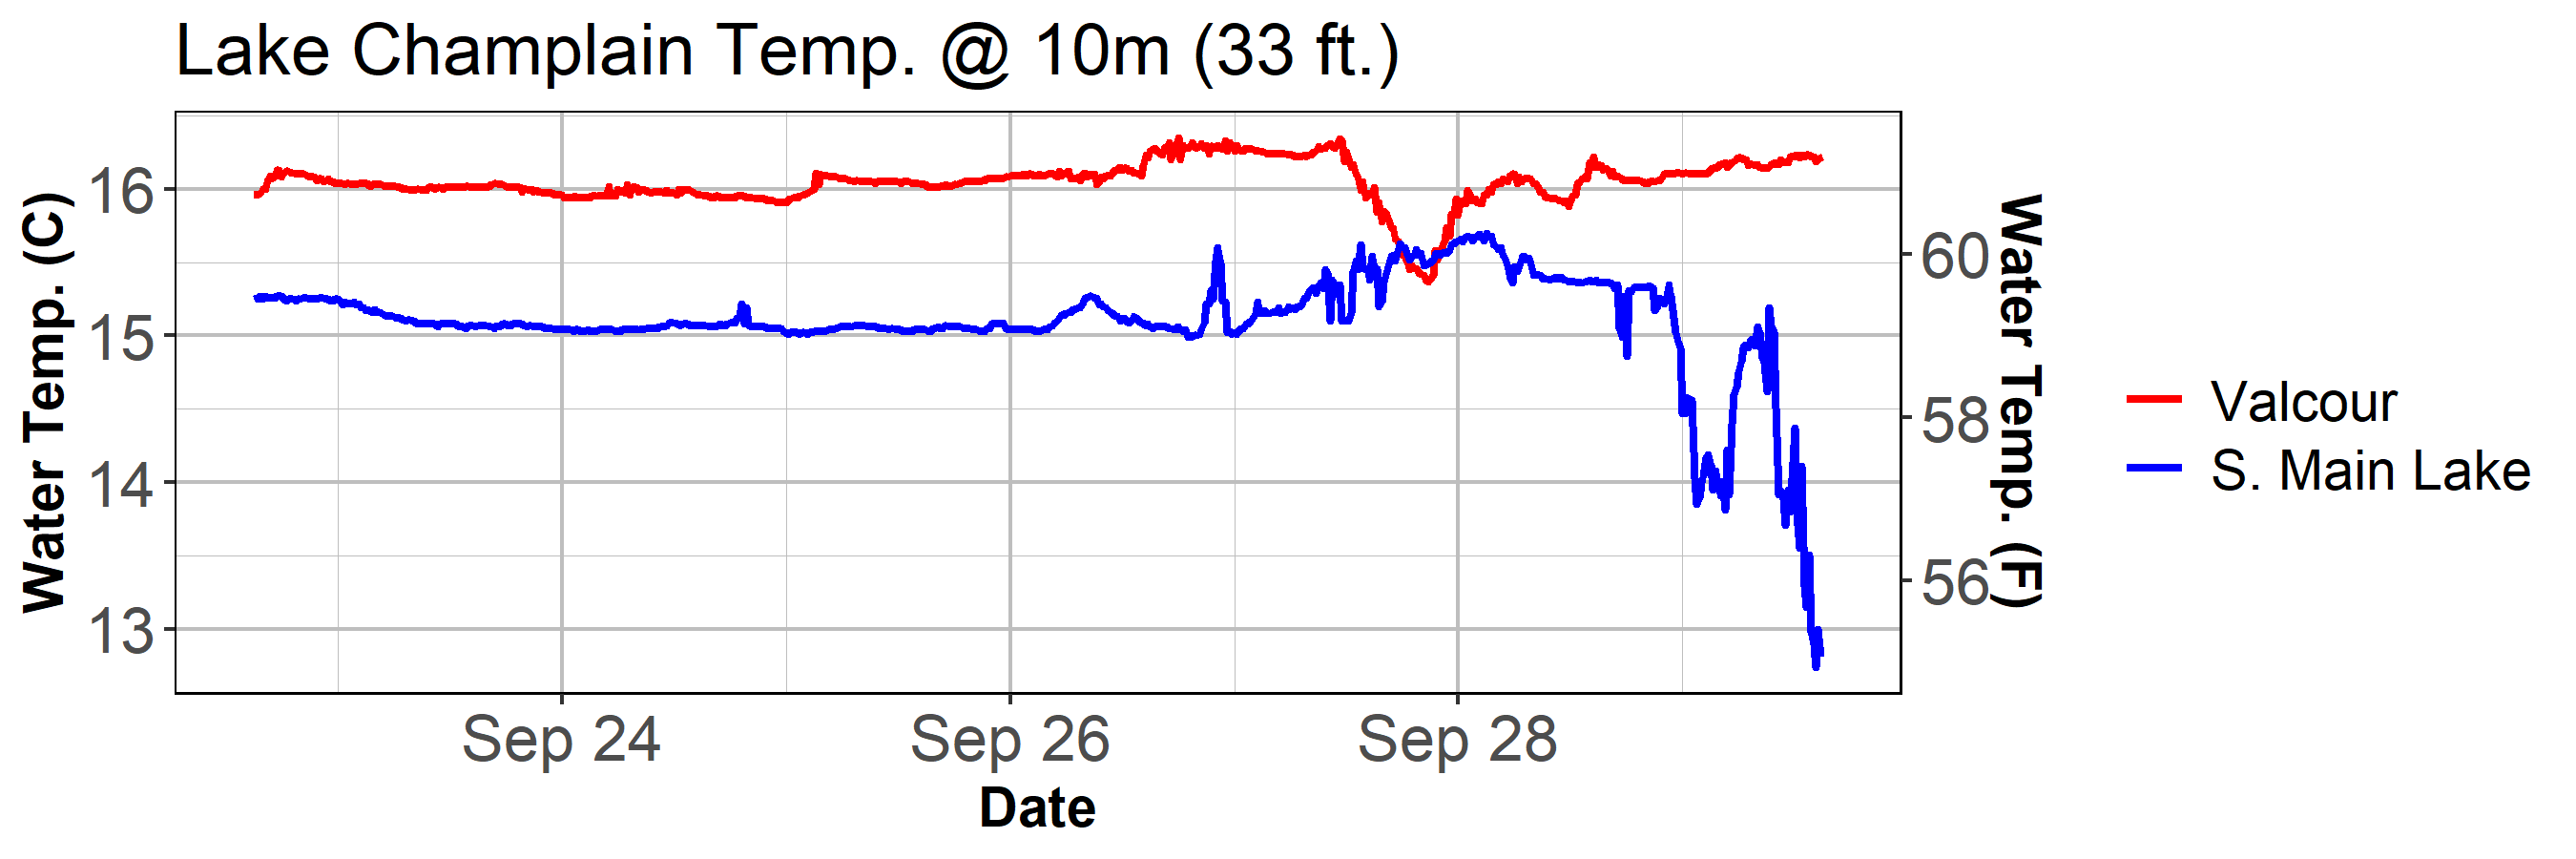 Lake Champlain Temp. @ 10m (33 ft.)
Water Temp. (C)
16
15
14
13
60
58
56
Water Temp. (F)
Sep 24
Sep 26
Sep 28
Date
Valcour
S. Main Lake